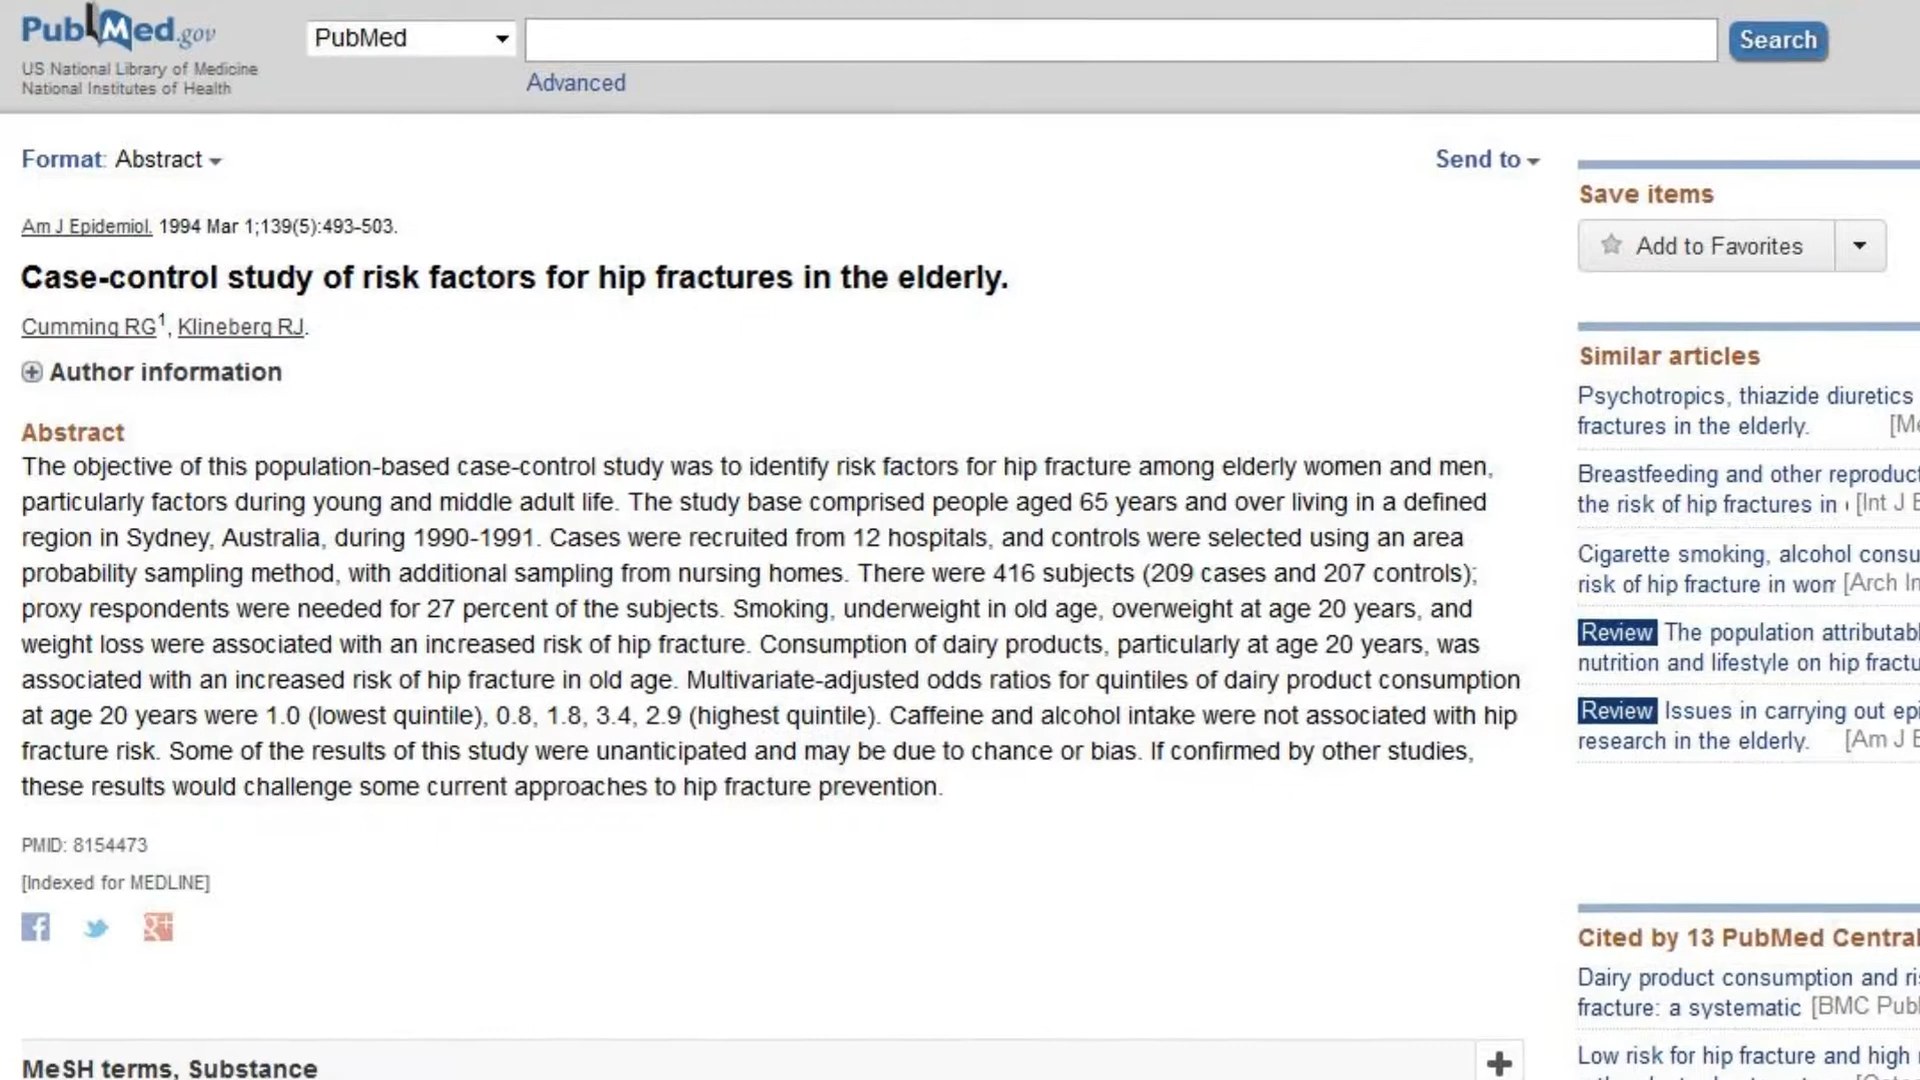 PubMed.gov
US National Library of Medicine
National Institutes of Health
PubMed
Search
Advanced
Format: Abstract
Send to
Am J Epidemiol. 1994 Mar 1;139(5):493-503.
Case-control study of risk factors for hip fractures in the elderly.
Cumming RG1, Klineberg RJ.
Author information
Abstract
The objective of this population-based case-control study was to identify risk factors for hip fracture among elderly women and men,
particularly factors during young and middle adult life. The study base comprised people aged 65 years and over living in a defined
region in Sydney, Australia, during 1990-1991. Cases were recruited from 12 hospitals, and controls were selected using an area
probability sampling method, with additional sampling from nursing homes. There were 416 subjects (209 cases and 207 controls);
proxy respondents were needed for 27 percent of the subjects. Smoking, underweight in old age, overweight at age 20 years, and
weight loss were associated with an increased risk of hip fracture. Consumption of dairy products, particularly at age 20 years, was
associated with an increased risk of hip fracture in old age. Multivariate-adjusted odds ratios for quintiles of dairy product consumption
at age 20 years were 1.0 (lowest quintile), 0.8, 1.8, 3.4, 2.9 (highest quintile). Caffeine and alcohol intake were not associated with hip
fracture risk. Some of the results of this study were unanticipated and may be due to chance or bias. If confirmed by other studies,
these results would challenge some current approaches to hip fracture prevention.
PMID: 8154473
[Indexed for MEDLINE]
MeSH terms, Substance
Save items
Add to Favorites
Similar articles
Psychotropics, thiazide diuretics
fractures in the elderly. [Me
Breastfeeding and other reproduct
the risk of hip fractures in [Int J E
Cigarette smoking, alcohol consu
risk of hip fracture in wom [Arch In
Review The population attributabl
nutrition and lifestyle on hip fractu
Review Issues in carrying out epi
research in the elderly. [Am J E
Cited by 13 PubMed Central
Dairy product consumption and ris
fracture: a systematic [BMC Publ
Low risk for hip fracture and high